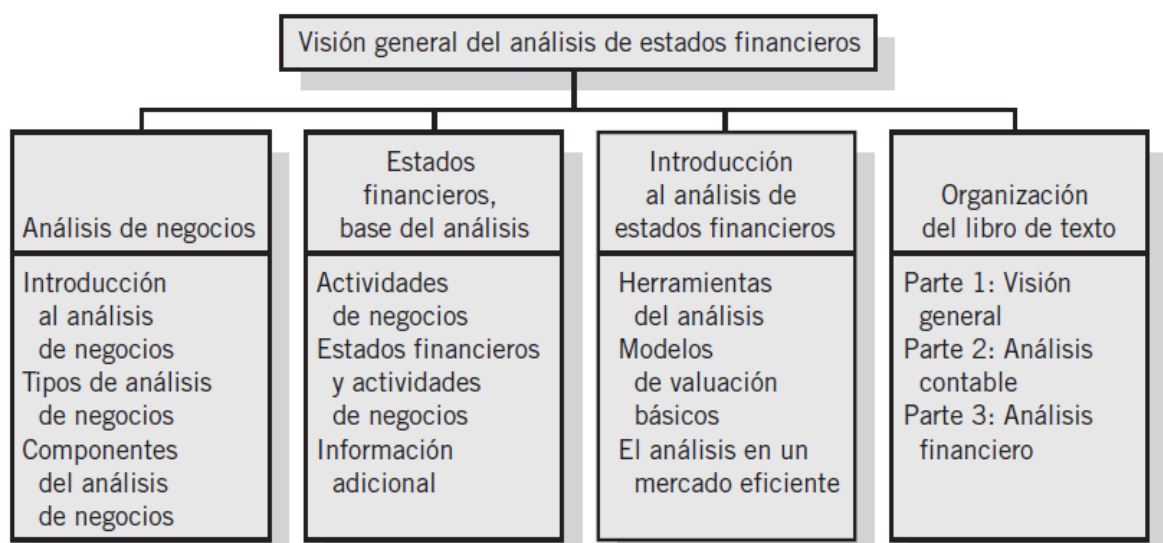 Visión general del análisis de estados financieros
Análisis de negocios
Introducción
al análisis
de negocios
Tipos de análisis
de negocios
Componentes
del análisis
de negocios
Estados
financieros,
base del análisis
Actividades
de negocios
Estados financieros
y actividades
de negocios
Información
adicional
Introducción
al análisis de
estados financieros
Herramientas
del análisis
Modelos
de valuación
básicos
El análisis en un
mercado eficiente
Organización
del libro de texto
Parte 1: Visión
general
Parte 2: Análisis
contable
Parte 3: Análisis
financiero